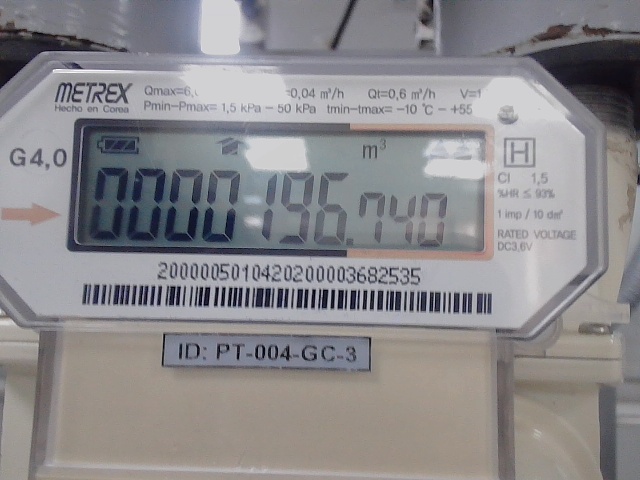 METREX
Hecho en Corea
Qmax=6, =0,04 m³/h Qt=0,6 m³/h V=1
Pmin-Pmax= 1,5 kPa - 50 kPa tmin-tmax= -10 °C - +55
G4,0
m³
0000196.740
H
Cl 1,5
%HR ≤ 93%
1 imp / 10 dm³
RATED VOLTAGE
DC3,6V
2000005010420200003682535
ID: PT-004-GC-3